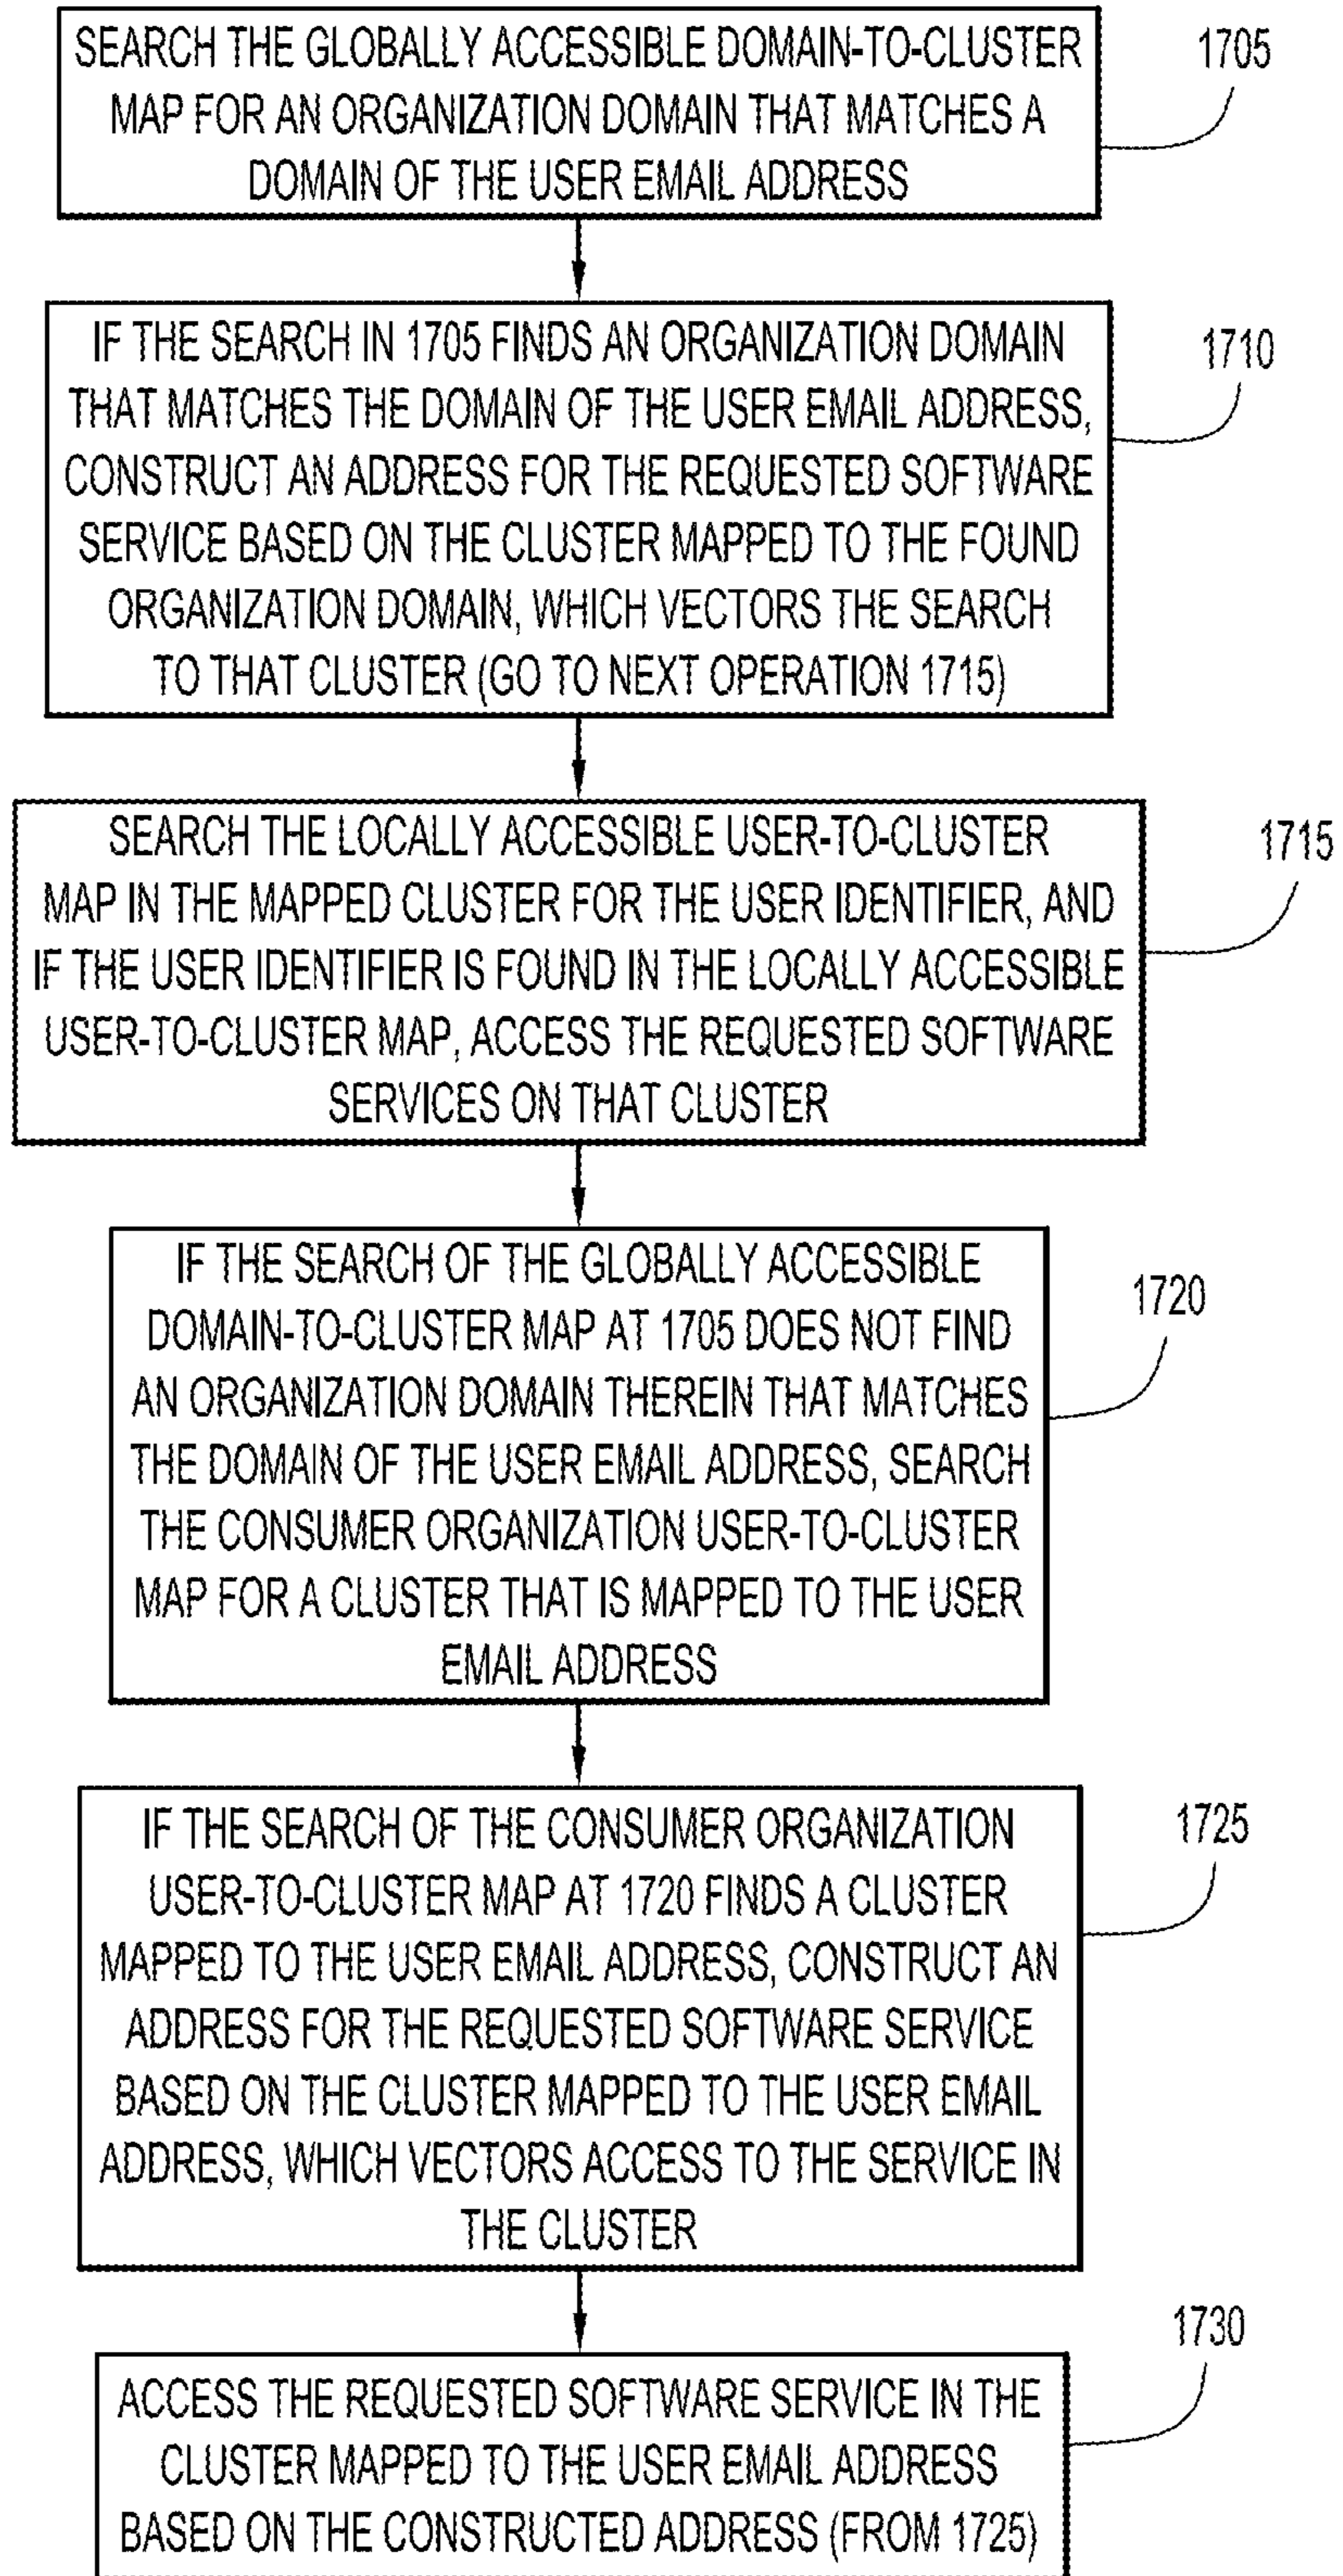 SEARCH THE GLOBALLY ACCESSIBLE DOMAIN-TO-CLUSTER
MAP FOR AN ORGANIZATION DOMAIN THAT MATCHES A
DOMAIN OF THE USER EMAIL ADDRESS
1705
IF THE SEARCH IN 1705 FINDS AN ORGANIZATION DOMAIN
THAT MATCHES THE DOMAIN OF THE USER EMAIL ADDRESS,
CONSTRUCT AN ADDRESS FOR THE REQUESTED SOFTWARE
SERVICE BASED ON THE CLUSTER MAPPED TO THE FOUND
ORGANIZATION DOMAIN, WHICH VECTORS THE SEARCH
TO THAT CLUSTER (GO TO NEXT OPERATION 1715)
1710
SEARCH THE LOCALLY ACCESSIBLE USER-TO-CLUSTER
MAP IN THE MAPPED CLUSTER FOR THE USER IDENTIFIER, AND
IF THE USER IDENTIFIER IS FOUND IN THE LOCALLY ACCESSIBLE
USER-TO-CLUSTER MAP, ACCESS THE REQUESTED SOFTWARE
SERVICES ON THAT CLUSTER
1715
IF THE SEARCH OF THE GLOBALLY ACCESSIBLE
DOMAIN-TO-CLUSTER MAP AT 1705 DOES NOT FIND
AN ORGANIZATION DOMAIN THEREIN THAT MATCHES
THE DOMAIN OF THE USER EMAIL ADDRESS, SEARCH
THE CONSUMER ORGANIZATION USER-TO-CLUSTER
MAP FOR A CLUSTER THAT IS MAPPED TO THE USER
EMAIL ADDRESS
1720
IF THE SEARCH OF THE CONSUMER ORGANIZATION
USER-TO-CLUSTER MAP AT 1720 FINDS A CLUSTER
MAPPED TO THE USER EMAIL ADDRESS, CONSTRUCT AN
ADDRESS FOR THE REQUESTED SOFTWARE SERVICE
BASED ON THE CLUSTER MAPPED TO THE USER EMAIL
ADDRESS, WHICH VECTORS ACCESS TO THE SERVICE IN
THE CLUSTER
1725
ACCESS THE REQUESTED SOFTWARE SERVICE IN THE
CLUSTER MAPPED TO THE USER EMAIL ADDRESS
BASED ON THE CONSTRUCTED ADDRESS (FROM 1725)
1730